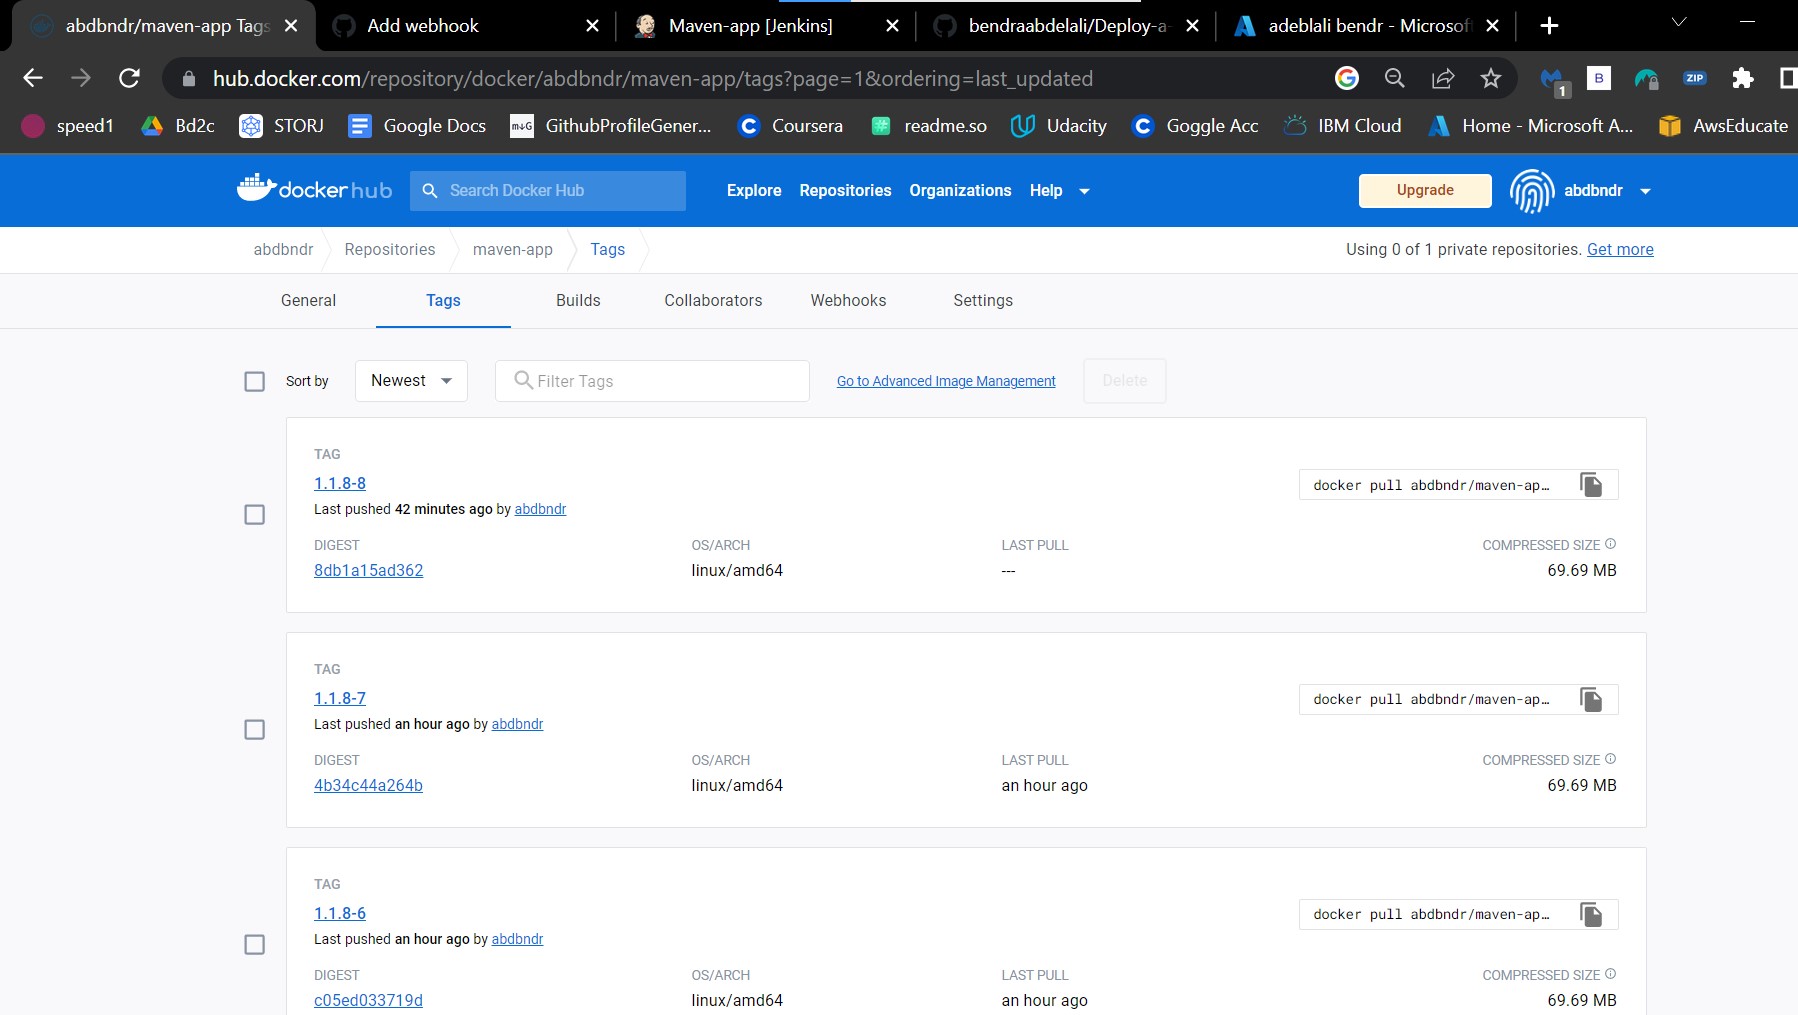 abdbndr/maven-app Tags
Add webhook
Maven-app [Jenkins]
bendraabdelali/Deploy-a-
adeblali bendr - Microsoft
hub.docker.com/repository/docker/abdbndr/maven-app/tags?page=1&ordering=last_updated
1
B
ZIP
speed1
Bd2c
STORJ
Google Docs
GithubProfileGener...
Coursera
readme.so
Udacity
Goggle Acc
IBM Cloud
Home - Microsoft A...
AwsEducate
dockerhub
Search Docker Hub
Explore
Repositories
Organizations
Help
Upgrade
abdbndr
abdbndr
Repositories
maven-app
Tags
Using 0 of 1 private repositories. Get more
General
Tags
Builds
Collaborators
Webhooks
Settings
Sort by
Newest
Filter Tags
Go to Advanced Image Management
Delete
TAG
1.1.8-8
docker pull abdbndr/maven-ap…
Last pushed 42 minutes ago by abdbndr
DIGEST
OS/ARCH
LAST PULL
COMPRESSED SIZE
8db1a15ad362
linux/amd64
---
69.69 MB
TAG
1.1.8-7
docker pull abdbndr/maven-ap…
Last pushed an hour ago by abdbndr
DIGEST
OS/ARCH
LAST PULL
COMPRESSED SIZE
4b34c44a264b
linux/amd64
an hour ago
69.69 MB
TAG
1.1.8-6
docker pull abdbndr/maven-ap…
Last pushed an hour ago by abdbndr
DIGEST
OS/ARCH
LAST PULL
COMPRESSED SIZE
c05ed033719d
linux/amd64
an hour ago
69.69 MB